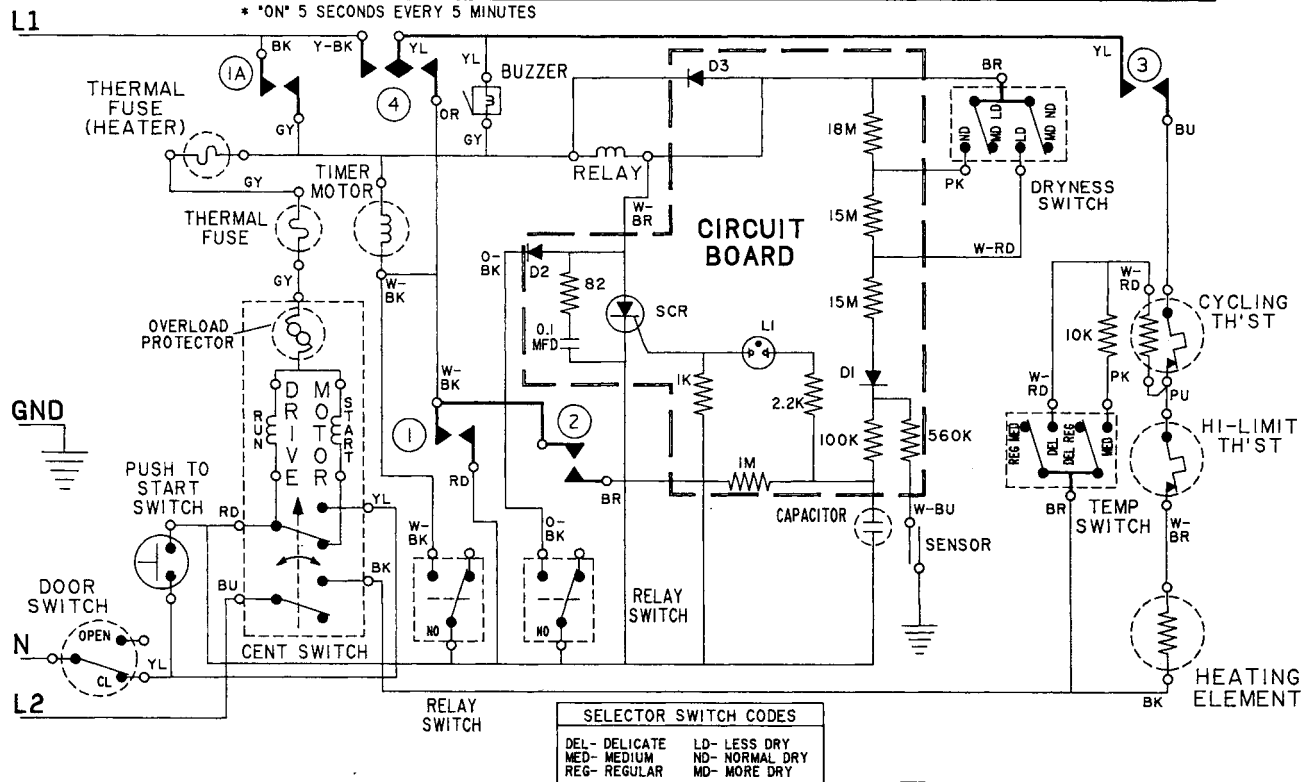 * "ON" 5 SECONDS EVERY 5 MINUTES
L1
BK
Y-BK
YL
YL
1A
4
YL
BUZZER
D3
BR
3
THERMAL
FUSE
(HEATER)
GY
OR
GY
18M
ND
MD LD
LD
MD ND
BU
GY
TIMER
MOTOR
RELAY
PK
DRYNESS
SWITCH
THERMAL
FUSE
W-
BR
CIRCUIT
BOARD
15M
W-RD
GY
W-
BK
O-
BK
D2
82
SCR
15M
W-
RD
CYCLING
TH'ST
OVERLOAD
PROTECTOR
0.1
MFD
L1
10K
PK
PU
DRIVE
MOTOR
RUN
START
W-
BK
1K
2.2K
D1
W-
RD
GND
1
2
100K
560K
REG MED
DEL
DEL REG
MED
HI-LIMIT
TH'ST
PUSH TO
START
SWITCH
RD
YL
RD
BR
1M
CAPACITOR
W-BU
BR
TEMP
SWITCH
W-
BR
W-
BK
O-
BK
SENSOR
DOOR
SWITCH
BU
BK
RELAY
SWITCH
OPEN
NO
NO
N
CL
YL
CENT SWITCH
L2
RELAY
SWITCH
BK
HEATING
ELEMENT
SELECTOR SWITCH CODES
DEL- DELICATE LD- LESS DRY
MED- MEDIUM ND- NORMAL DRY
REG- REGULAR MD- MORE DRY